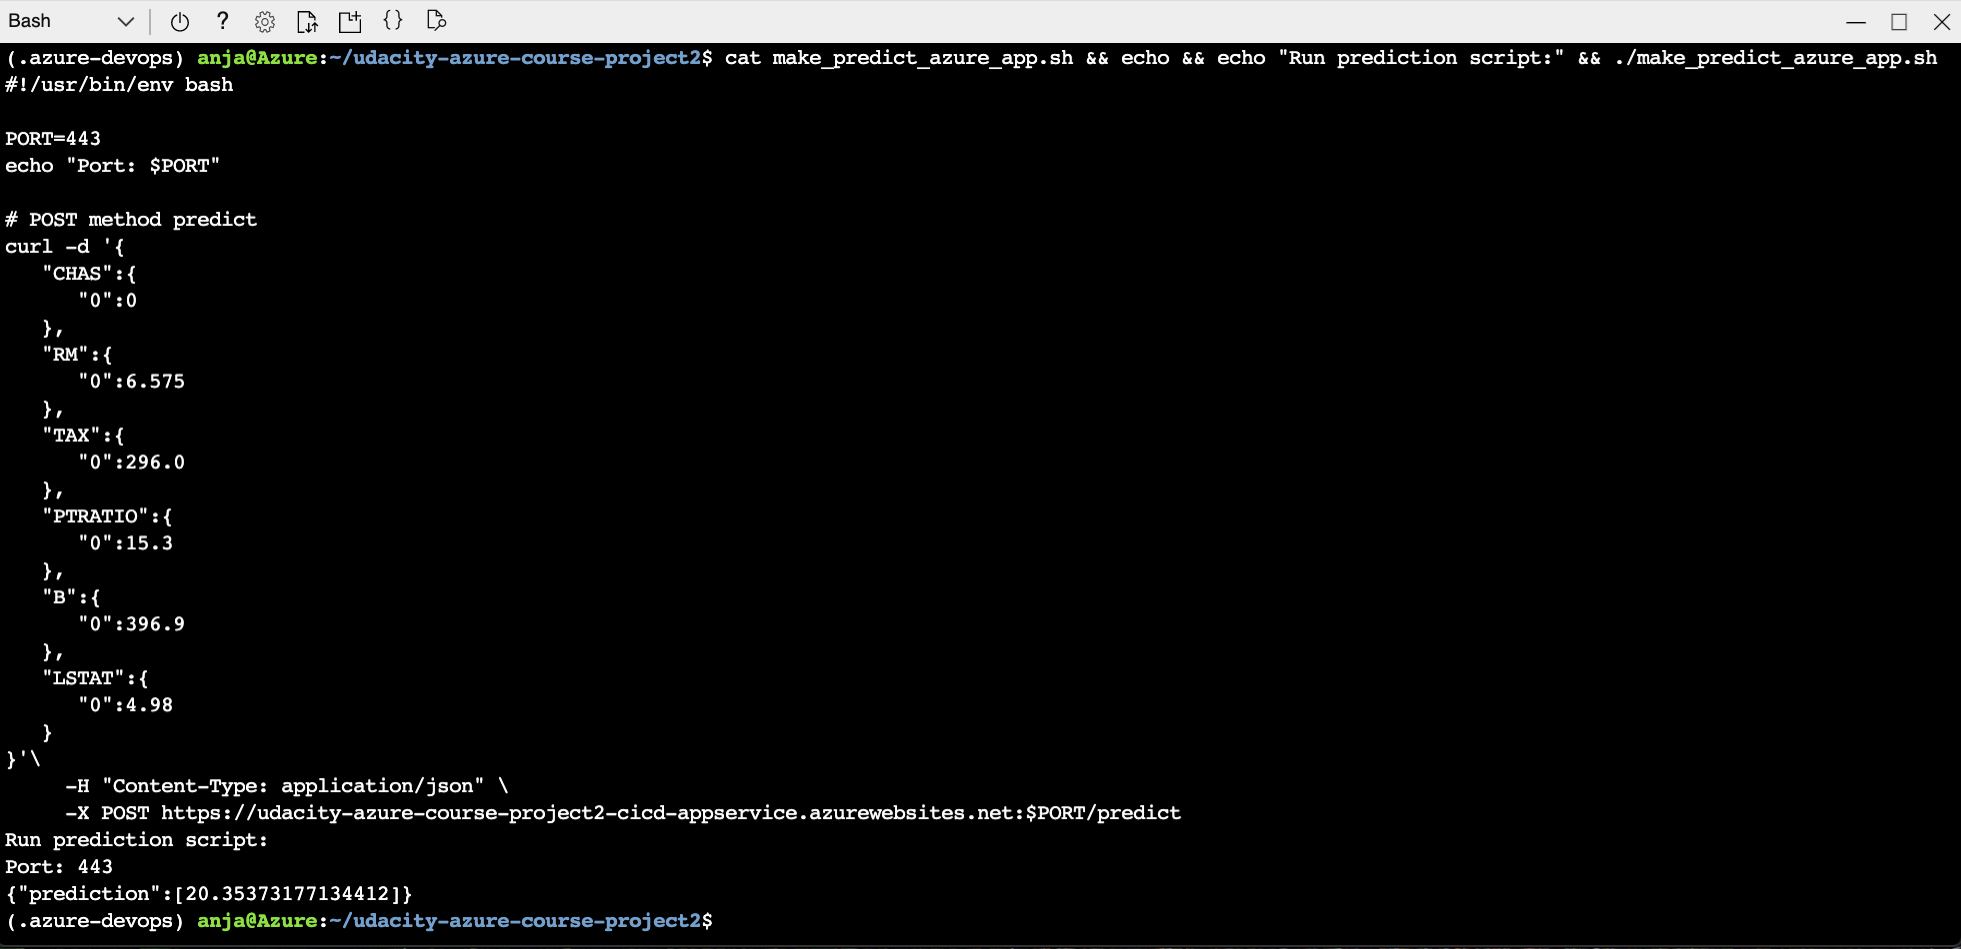 Bash
(.azure-devops) anja@Azure:~/udacity-azure-course-project2$ cat make_predict_azure_app.sh && echo && echo "Run prediction script:" && ./make_predict_azure_app.sh
#!/usr/bin/env bash

PORT=443
echo "Port: $PORT"

# POST method predict
curl -d '{
   "CHAS":{
      "0":0
   },
   "RM":{
      "0":6.575
   },
   "TAX":{
      "0":296.0
   },
   "PTRATIO":{
      "0":15.3
   },
   "B":{
      "0":396.9
   },
   "LSTAT":{
      "0":4.98
   }
}'\
     -H "Content-Type: application/json" \
     -X POST https://udacity-azure-course-project2-cicd-appservice.azurewebsites.net:$PORT/predict
Run prediction script:
Port: 443
{"prediction":[20.35373177134412]}
(.azure-devops) anja@Azure:~/udacity-azure-course-project2$